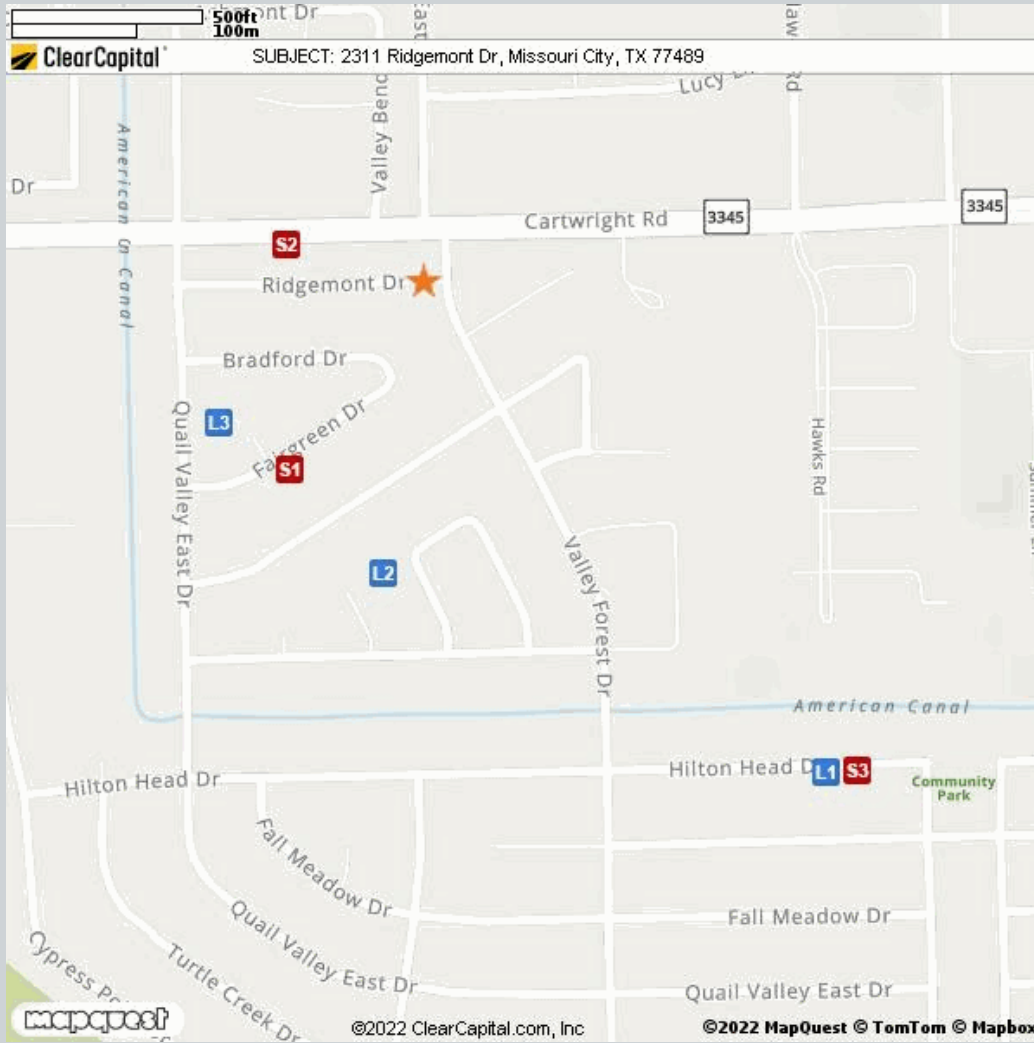 500ft
100m
ClearCapital
SUBJECT: 2311 Ridgemont Dr, Missouri City, TX 77489
Lucy
Rd
American
Canal
Valley
Dr
3345
3345
Cartwright Rd
S2
Ridgemont Dr
Bradford Dr
L3
Fairgreen Dr
S1
Quail Valley East Dr
Hawks Rd
L2
Valley Forest Dr
American Canal
Hilton Head Dr
Hilton Head
L1
S3
Community
Park
Fall Meadow Dr
Fall Meadow Dr
Quail Valley East Dr
Quail Valley East Dr
Turtle Creek Dr
Cypress
mapquest
©2022 ClearCapital.com, Inc
©2022 MapQuest © TomTom © Mapbox